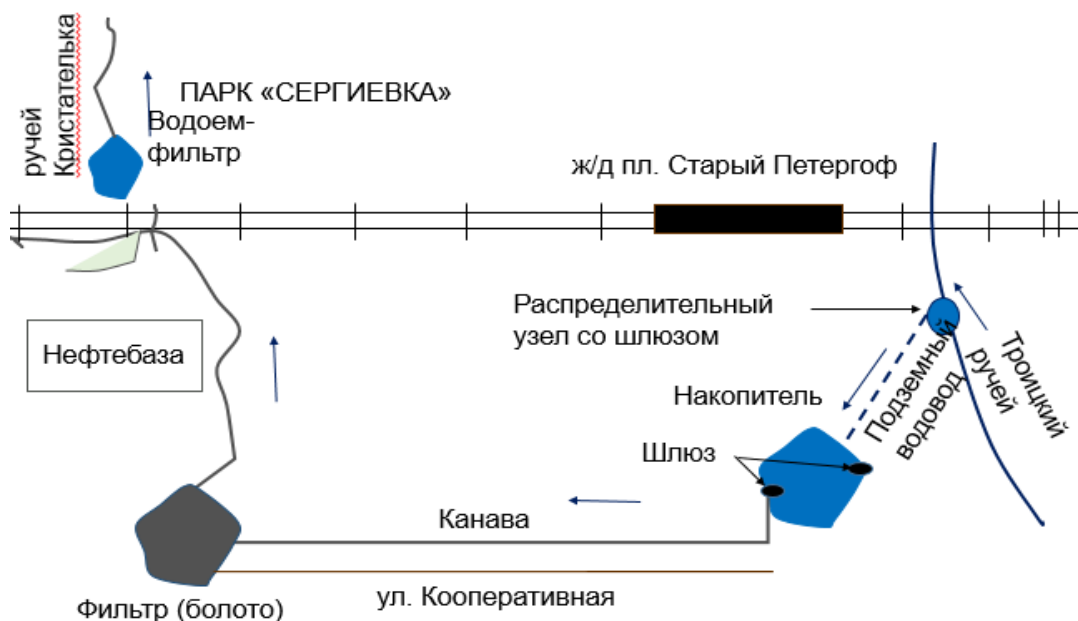 ручей
Кристателька
ПАРК «СЕРГИЕВКА»
Водоем-
фильтр
ж/д пл. Старый Петергоф
Распределительный
узел со шлюзом
Троицкий
ручей
Подземный
водовод
Нефтебаза
Накопитель
Шлюз
Канава
ул. Кооперативная
Фильтр (болото)